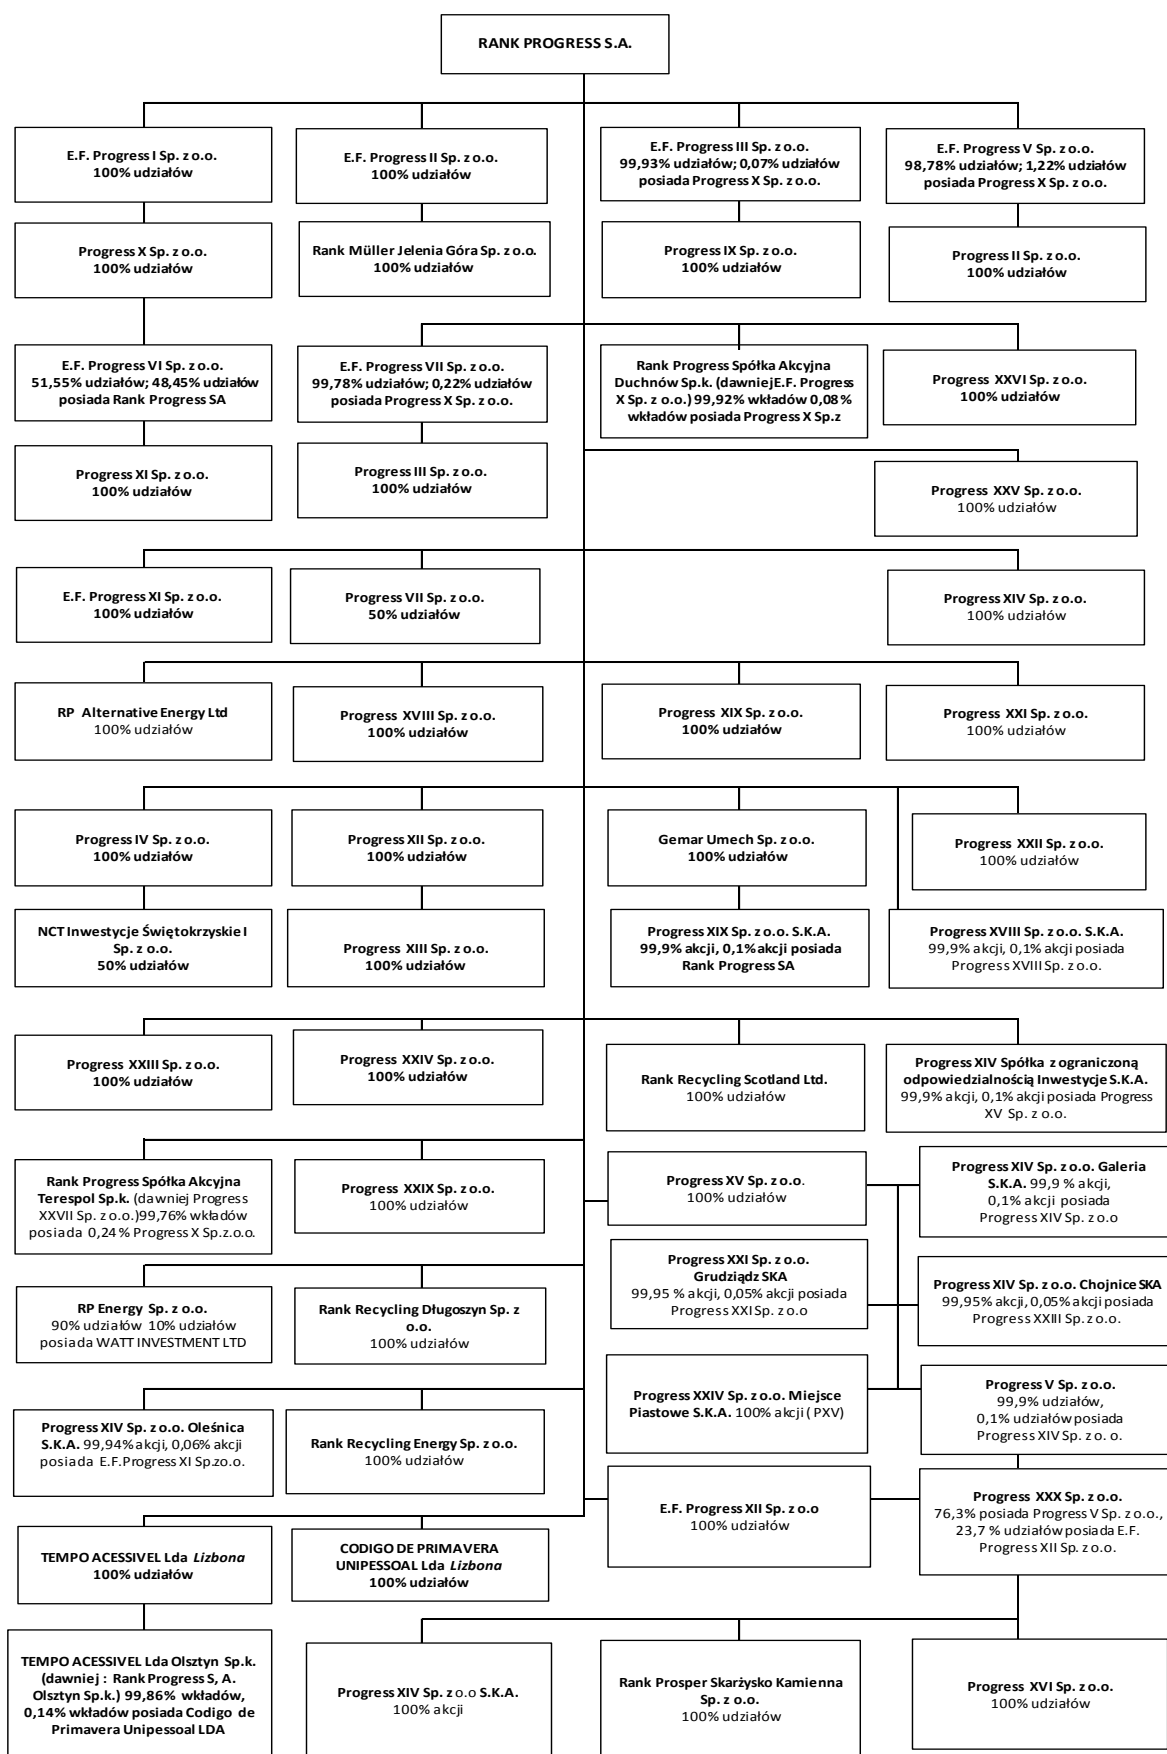 RANK PROGRESS S.A.
E.F. Progress I Sp. z o.o.
100% udziałów
E.F. Progress II Sp. z o.o.
100% udziałów
E.F. Progress III Sp. z o.o.
99,93% udziałów; 0,07% udziałów
posiada Progress X Sp. z o.o.
E.F. Progress V Sp. z o.o.
98,78% udziałów; 1,22% udziałów
posiada Progress X Sp. z o.o.
Progress X Sp. z o.o.
100% udziałów
Rank Müller Jelenia Góra Sp. z o.o.
100% udziałów
Progress IX Sp. z o.o.
100% udziałów
Progress II Sp. z o.o.
100% udziałów
E.F. Progress VI Sp. z o.o.
51,55% udziałów; 48,45% udziałów
posiada Rank Progress SA
E.F. Progress VII Sp. z o.o.
99,78% udziałów; 0,22% udziałów
posiada Progress X Sp. z o.o.
Rank Progress Spółka Akcyjna
Duchnów Sp.k. (dawniej E.F. Progress
X Sp. z o.o.) 99,92% wkładów 0,08 %
wkładów posiada Progress X Sp.z
Progress XXVI Sp. z o.o.
100% udziałów
Progress XI Sp. z o.o.
100% udziałów
Progress III Sp. z o.o.
100% udziałów
Progress XXV Sp. z o.o.
100% udziałów
E.F. Progress XI Sp. z o.o.
100% udziałów
Progress VII Sp. z o.o.
50% udziałów
Progress XIV Sp. z o.o.
100% udziałów
RP Alternative Energy Ltd
100% udziałów
Progress XVIII Sp. z o.o.
100% udziałów
Progress XIX Sp. z o.o.
100% udziałów
Progress XXI Sp. z o.o.
100% udziałów
Progress IV Sp. z o.o.
100% udziałów
Progress XII Sp. z o.o.
100% udziałów
Gemar Umech Sp. z o.o.
100% udziałów
Progress XXII Sp. z o.o.
100% udziałów
NCT Inwestycje Świętokrzyskie I
Sp. z o.o.
50% udziałów
Progress XIII Sp. z o.o.
100% udziałów
Progress XIX Sp. z o.o. S.K.A.
99,9% akcji, 0,1% akcji posiada
Rank Progress SA
Progress XVIII Sp. z o.o. S.K.A.
99,9% akcji, 0,1% akcji posiada
Progress XVIII Sp. z o.o.
Progress XXIII Sp. z o.o.
100% udziałów
Progress XXIV Sp. z o.o.
100% udziałów
Rank Recycling Scotland Ltd.
100% udziałów
Progress XIV Spółka z ograniczoną
odpowiedzialnością Inwestycje S.K.A.
99,9% akcji, 0,1% akcji posiada Progress
XV Sp. z o.o.
Rank Progress Spółka Akcyjna
Terespol Sp.k. (dawniej Progress
XXVII Sp. z o.o.)99,76% wkładów
posiada 0,24 % Progress X Sp.z.o.o.
Progress XXIX Sp. z o.o.
100% udziałów
Progress XV Sp. z o.o.
100% udziałów
Progress XIV Sp. z o.o. Galeria
S.K.A. 99,9 % akcji,
0,1% akcji posiada
Progress XIV Sp. z o.o
RP Energy Sp. z o.o.
90% udziałów 10% udziałów
posiada WATT INVESTMENT LTD
Rank Recycling Długoszyn Sp. z
o.o.
100% udziałów
Progress XXI Sp. z o.o.
Grudziądz SKA
99,95 % akcji, 0,05% akcji posiada
Progress XXI Sp. z o.o
Progress XIV Sp. z o.o. Chojnice SKA
99,95% akcji, 0,05% akcji posiada
Progress XXIII Sp. z o.o.
Progress XIV Sp. z o.o. Oleśnica
S.K.A. 99,94% akcji, 0,06% akcji
posiada E.F.Progress XI Sp.zo.o.
Rank Recycling Energy Sp. z o.o.
100% udziałów
Progress XXIV Sp. z o.o. Miejsce
Piastowe S.K.A. 100% akcji ( PXV)
Progress V Sp. z o.o.
99,9% udziałów,
0,1% udziałów posiada
Progress XIV Sp. z o. o.
TEMPO ACESSIVEL Lda Lizbona
100% udziałów
CODIGO DE PRIMAVERA
UNIPESSOAL Lda Lizbona
100% udziałów
E.F. Progress XII Sp. z o.o
100% udziałów
Progress XXX Sp. z o.o.
76,3% posiada Progress V Sp. z o.o.,
23,7 % udziałów posiada E.F.
Progress XII Sp. z o.o.
TEMPO ACESSIVEL Lda Olsztyn Sp.k.
(dawniej : Rank Progress S, A.
Olsztyn Sp.k.) 99,86% wkładów,
0,14% wkładów posiada Codigo de
Primavera Unipessoal LDA
Progress XIV Sp. z o.o S.K.A.
100% akcji
Rank Prosper Skarżysko Kamienna
Sp. z o.o.
100% udziałów
Progress XVI Sp. z o.o.
100% udziałów